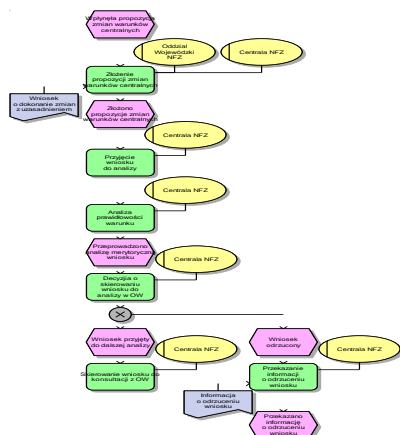 Wpłynęła propozycja
zmian warunków
centralnych
Oddział
Wojewódzki
NFZ
Centrala NFZ
Złożenie
propozycji zmian
warunków centralnych
Wniosek
o dokonanie zmian
z uzasadnieniem
Złożono
propozycje zmian
warunków centralnych
Centrala NFZ
Przyjęcie
wniosku
do analizy
Centrala NFZ
Analiza
prawidłowości
warunku
Przeprowadzono
analizę merytoryczną
wniosku
Centrala NFZ
Decyzja o
skierowaniu
wniosku do
analizy w OW
Wniosek przyjęty
do dalszej analizy
Centrala NFZ
Wniosek
odrzucony
Centrala NFZ
Skierowanie wniosku do
konsultacji z OW
Przekazanie
informacji
o odrzuceniu
wniosku
Informacja
o odrzuceniu
wniosku
Przekazano
informację
o odrzuceniu
wniosku